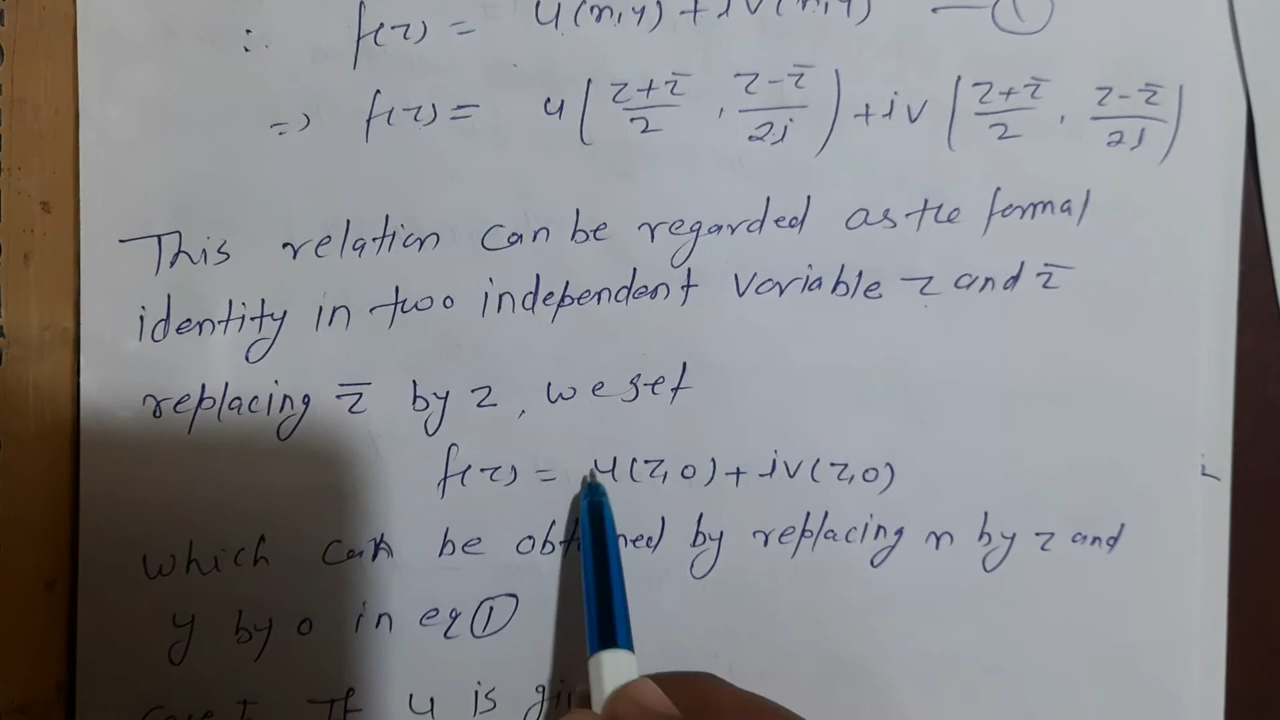 ∴ f(z) = u(x,y) + iv(x,y) —①
=> f(z) = u((z+z̄)/2, (z-z̄)/2i) + iv((z+z̄)/2, (z-z̄)/2i)
This relation can be regarded as the formal
identity in two independent variable z and z̄
replacing z̄ by z, we get
f(z) = u(z,0) + iv(z,0)
which can be obtained by replacing x by z and
y by 0 in eq ①
If u is